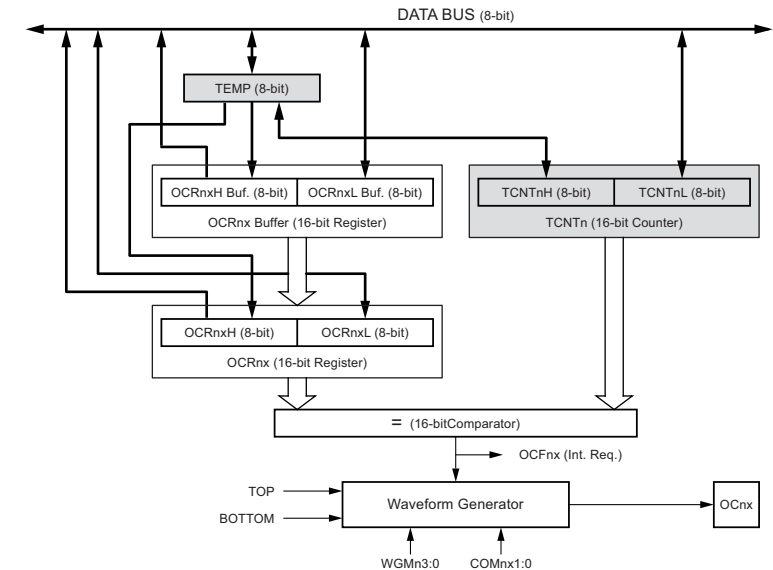 DATA BUS (8-bit)
TEMP (8-bit)
OCRnxH Buf. (8-bit)
OCRnxL Buf. (8-bit)
OCRnx Buffer (16-bit Register)
TCNTnH (8-bit)
TCNTnL (8-bit)
TCNTn (16-bit Counter)
OCRnxH (8-bit)
OCRnxL (8-bit)
OCRnx (16-bit Register)
= (16-bitComparator)
OCFnx (Int. Req.)
TOP
BOTTOM
Waveform Generator
OCnx
WGMn3:0
COMnx1:0